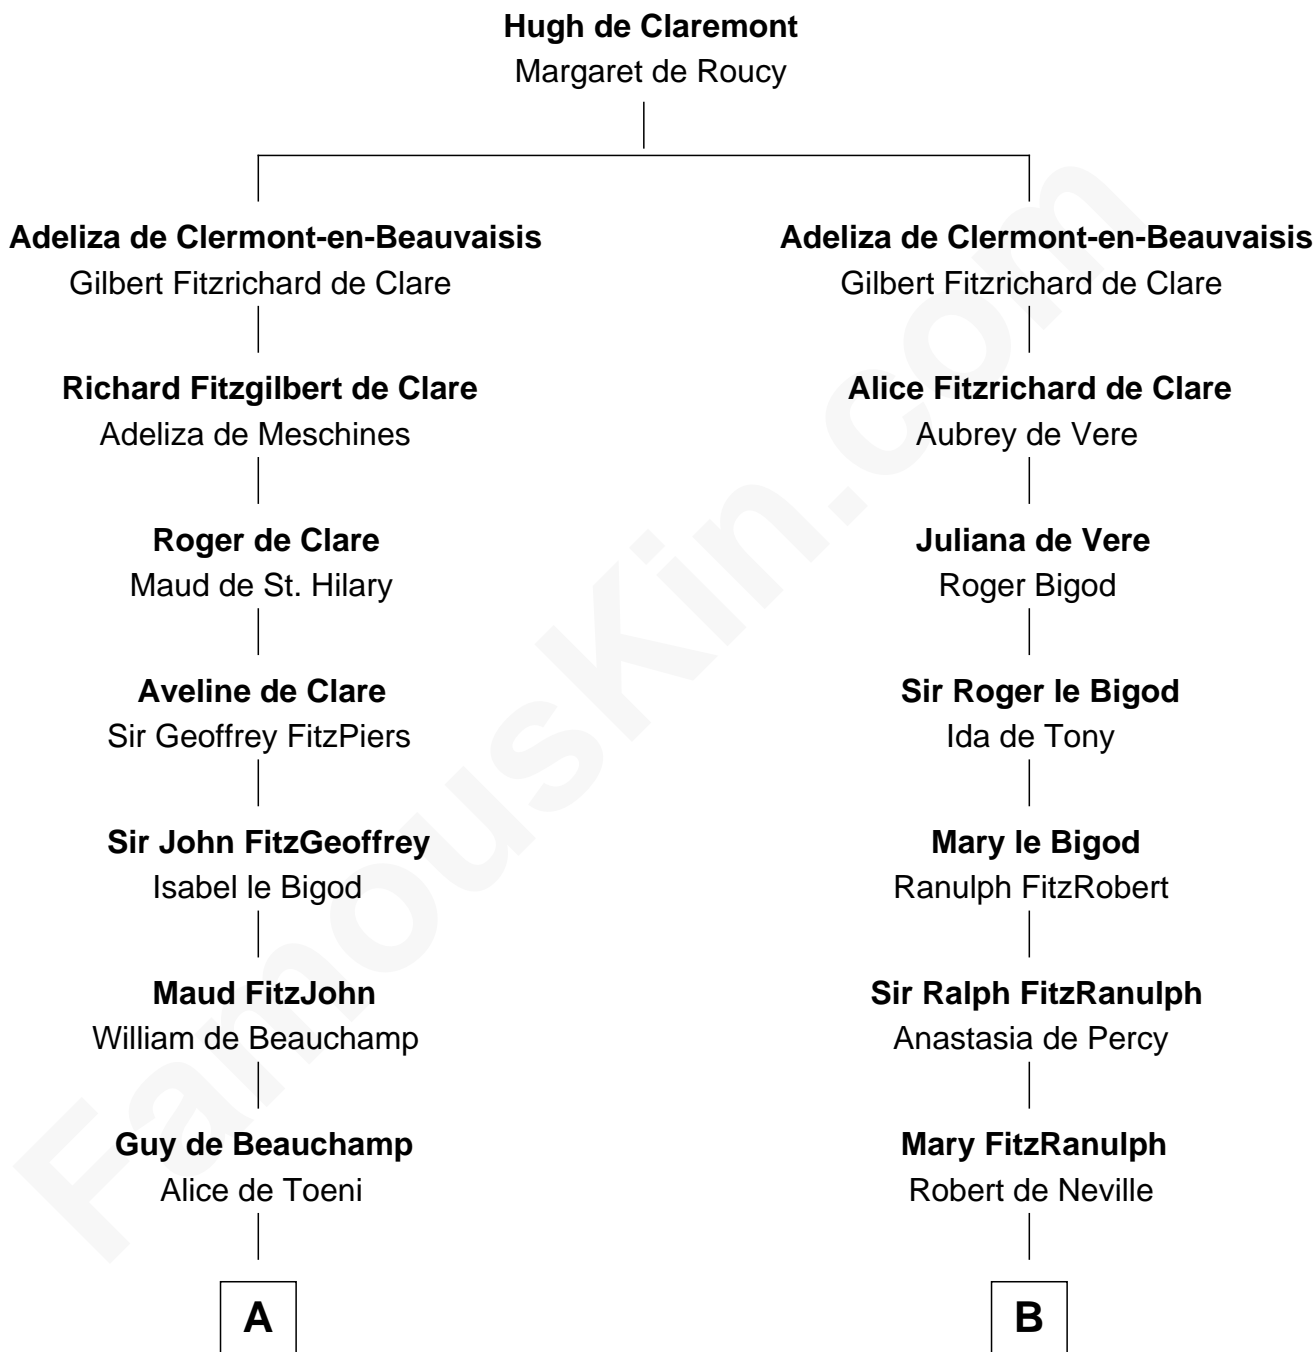 Hugh de Claremont
Margaret de Roucy
Adeliza de Clermont-en-Beauvaisis
Gilbert Fitzrichard de Clare
Richard Fitzgilbert de Clare
Adeliza de Meschines
Roger de Clare
Maud de St. Hilary
Aveline de Clare
Sir Geoffrey FitzPiers
Sir John FitzGeoffrey
Isabel le Bigod
Maud FitzJohn
William de Beauchamp
Guy de Beauchamp
Alice de Toeni
A
Adeliza de Clermont-en-Beauvaisis
Gilbert Fitzrichard de Clare
Alice Fitzrichard de Clare
Aubrey de Vere
Juliana de Vere
Roger Bigod
Sir Roger le Bigod
Ida de Tony
Mary le Bigod
Ranulph FitzRobert
Sir Ralph FitzRanulph
Anastasia de Percy
Mary FitzRanulph
Robert de Neville
B
FamousKin.com